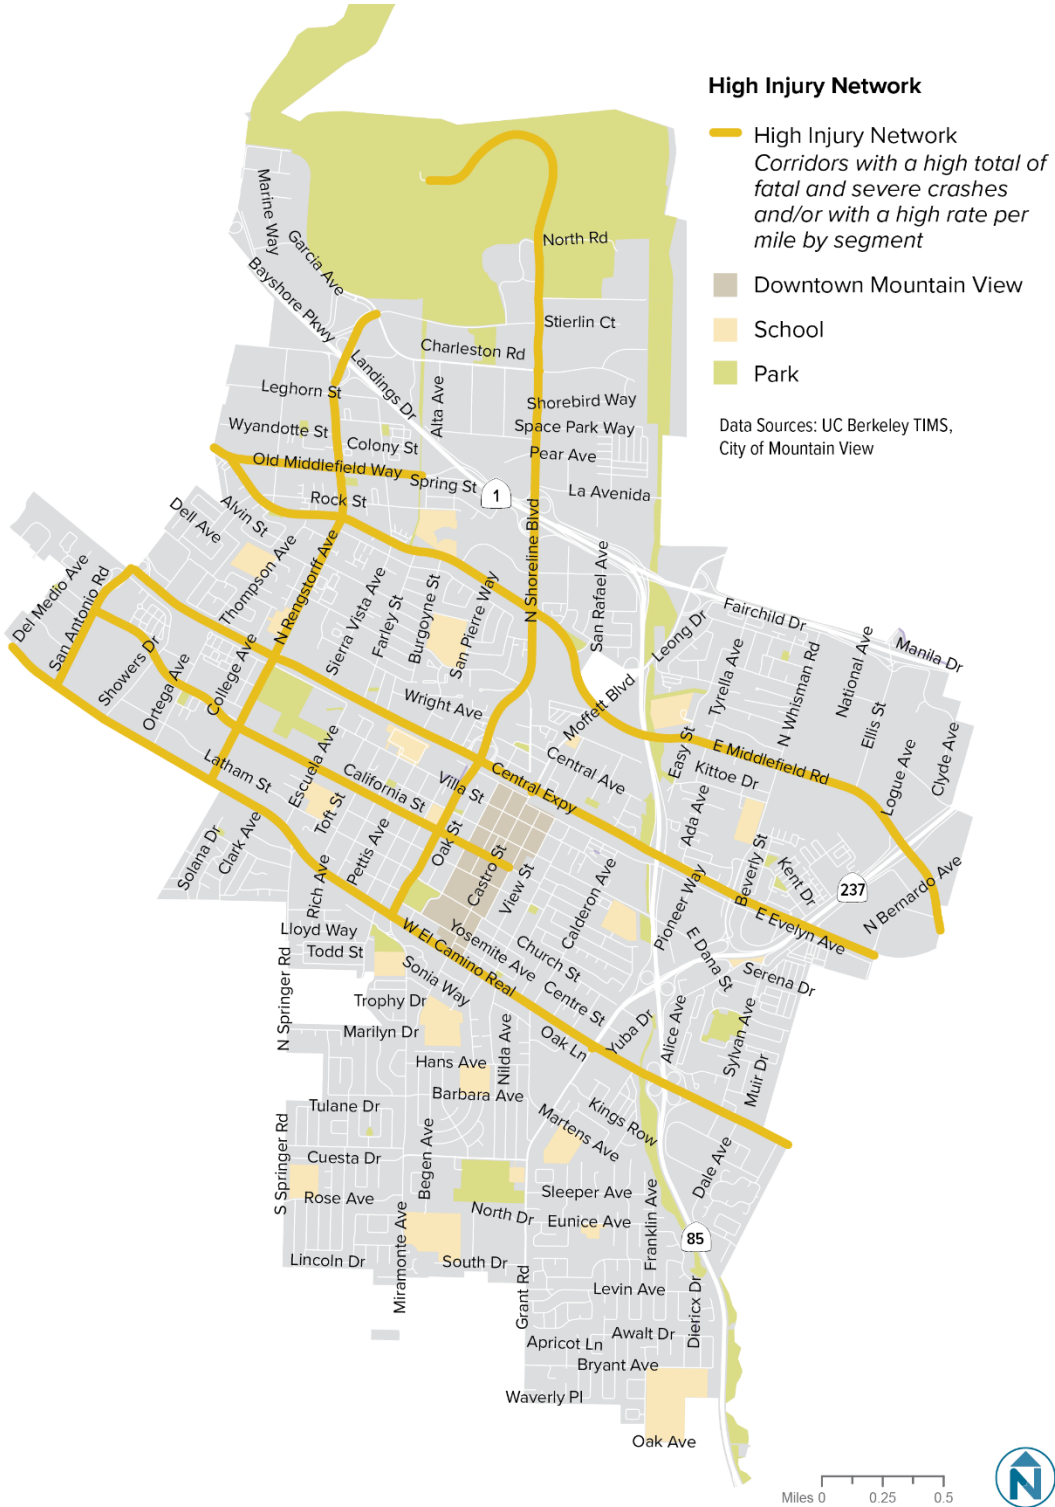 High Injury Network
High Injury Network
Corridors with a high total of
fatal and severe crashes
and/or with a high rate per
mile by segment
Downtown Mountain View
School
Park
Data Sources: UC Berkeley TIMS,
City of Mountain View
Marine Way
Garcia Ave
Bayshore Pkwy
North Rd
Stierlin Ct
Charleston Rd
Landings Dr
Alta Ave
Leghorn St
Shorebird Way
Wyandotte St
Colony St
Space Park Way
Pear Ave
Old Middlefield Way
Spring St
1
La Avenida
Rock St
Alvin St
Dell Ave
N Shoreline Blvd
Thompson Ave
N Rengstorff Ave
Del Medio Ave
San Antonio Rd
Sierra Vista Ave
Farley St
Burgoyne St
San Pierre Way
San Rafael Ave
Leong Dr
Fairchild Dr
Manila Dr
Showers Dr
Ortega Ave
College Ave
Wright Ave
Moffett Blvd
Tyrella Ave
N Whisman Rd
National Ave
Ellis St
Logue Ave
Clyde Ave
Easy St
E Middlefield Rd
Kittoe Dr
Latham St
Escuela Ave
California St
Villa St
Central Expy
Central Ave
Toft St
Ada Ave
Solana Dr
Clark Ave
Rich Ave
Pettis Ave
Oak St
Castro St
View St
Calderon Ave
Pioneer Way
Beverly St
Kent Dr
237
N Bernardo Ave
E Evelyn Ave
Lloyd Way
Todd St
W El Camino Real
Yosemite Ave
Church St
Centre St
E Dana St
Serena Dr
N Springer Rd
Sonia Way
Trophy Dr
Marilyn Dr
Hans Ave
Nilda Ave
Oak Ln
Yuba Dr
Alice Ave
Sylvan Ave
Muir Dr
Barbara Ave
Tulane Dr
Martens Ave
Kings Row
Cuesta Dr
S Springer Rd
Begen Ave
Dale Ave
Rose Ave
Sleeper Ave
North Dr
Eunice Ave
Franklin Ave
85
Miramonte Ave
Lincoln Dr
South Dr
Grant Rd
Levin Ave
Diericx Dr
Awalt Dr
Apricot Ln
Bryant Ave
Waverly Pl
Oak Ave
N
Miles 0 0.25 0.5